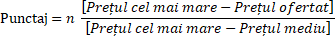 Punctaj = n [Prețul cel mai mare − Prețul ofertat]
[Prețul cel mai mare − Prețul mediu]